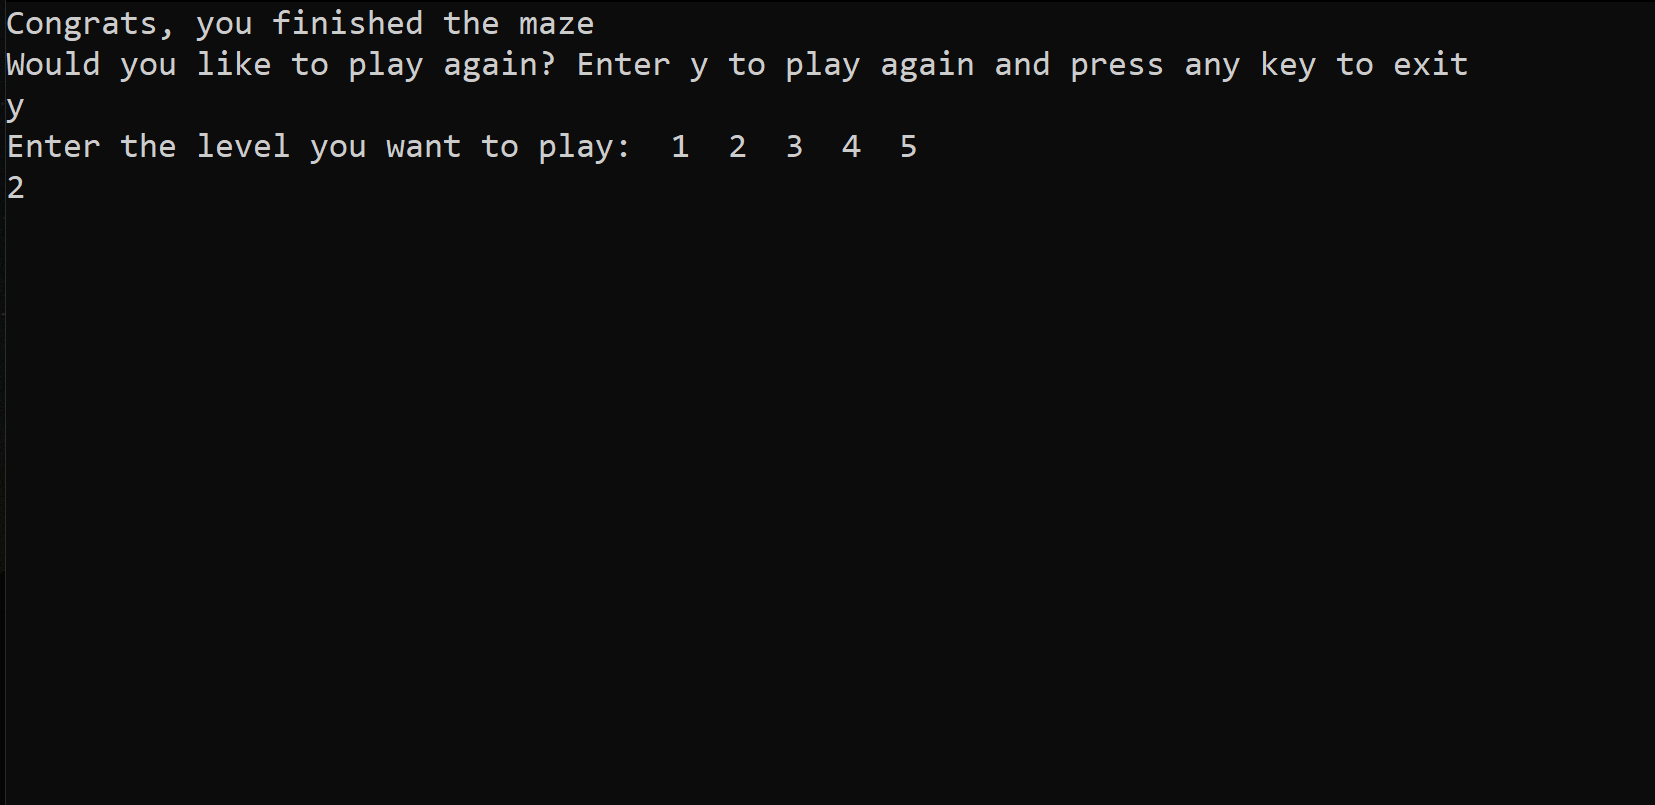 Congrats, you finished the maze
Would you like to play again? Enter y to play again and press any key to exit
y
Enter the level you want to play:  1  2  3  4  5
2